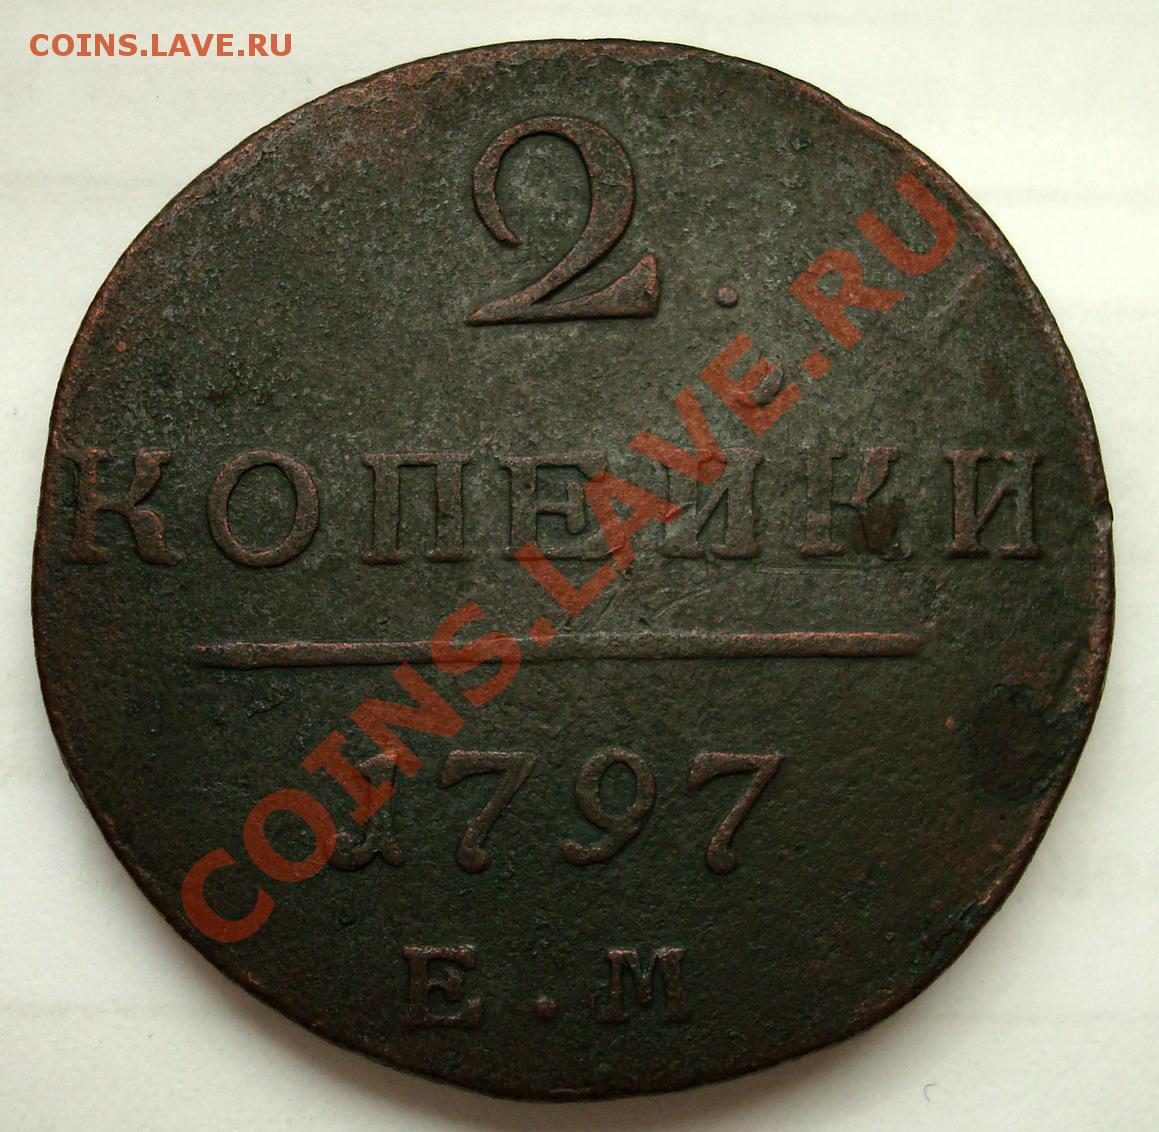 COINS.LAVE.RU
2.
КОПЕЙКИ
1797
Е.М
COINS.LAVE.RU